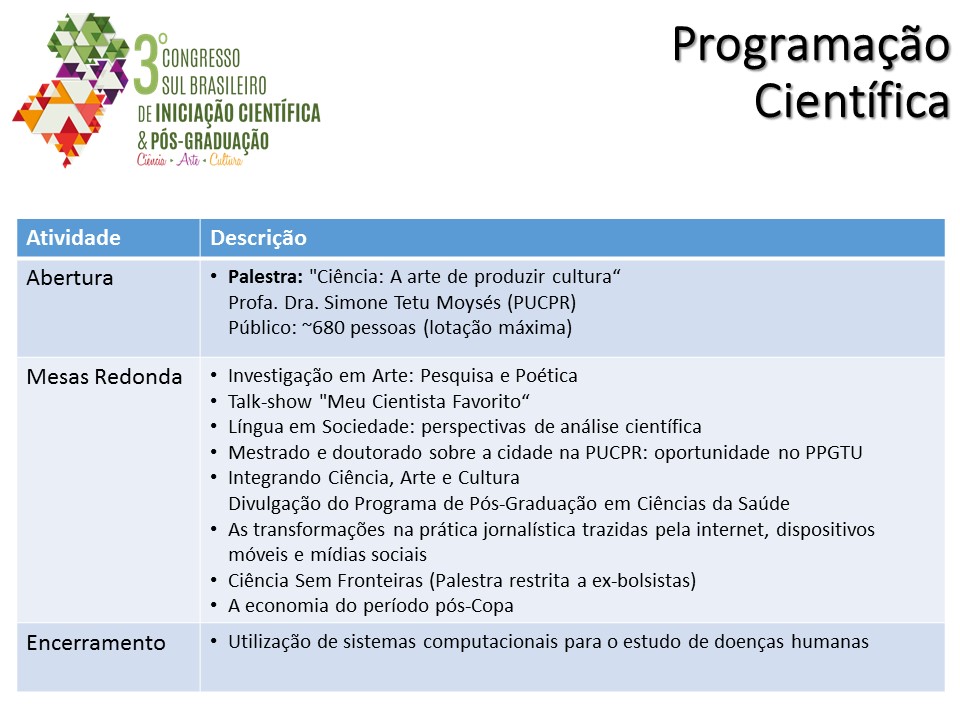 3º CONGRESSO
SUL BRASILEIRO
DE INICIAÇÃO CIENTÍFICA
& PÓS-GRADUAÇÃO
Ciência • Arte • Cultura
Programação
Científica
Atividade
Descrição
Abertura
• Palestra: "Ciência: A arte de produzir cultura“
Profa. Dra. Simone Tetu Moysés (PUCPR)
Público: ~680 pessoas (lotação máxima)
Mesas Redonda
• Investigação em Arte: Pesquisa e Poética
• Talk-show "Meu Cientista Favorito“
• Língua em Sociedade: perspectivas de análise científica
• Mestrado e doutorado sobre a cidade na PUCPR: oportunidade no PPGTU
• Integrando Ciência, Arte e Cultura
Divulgação do Programa de Pós-Graduação em Ciências da Saúde
• As transformações na prática jornalística trazidas pela internet, dispositivos
móveis e mídias sociais
• Ciência Sem Fronteiras (Palestra restrita a ex-bolsistas)
• A economia do período pós-Copa
Encerramento
• Utilização de sistemas computacionais para o estudo de doenças humanas